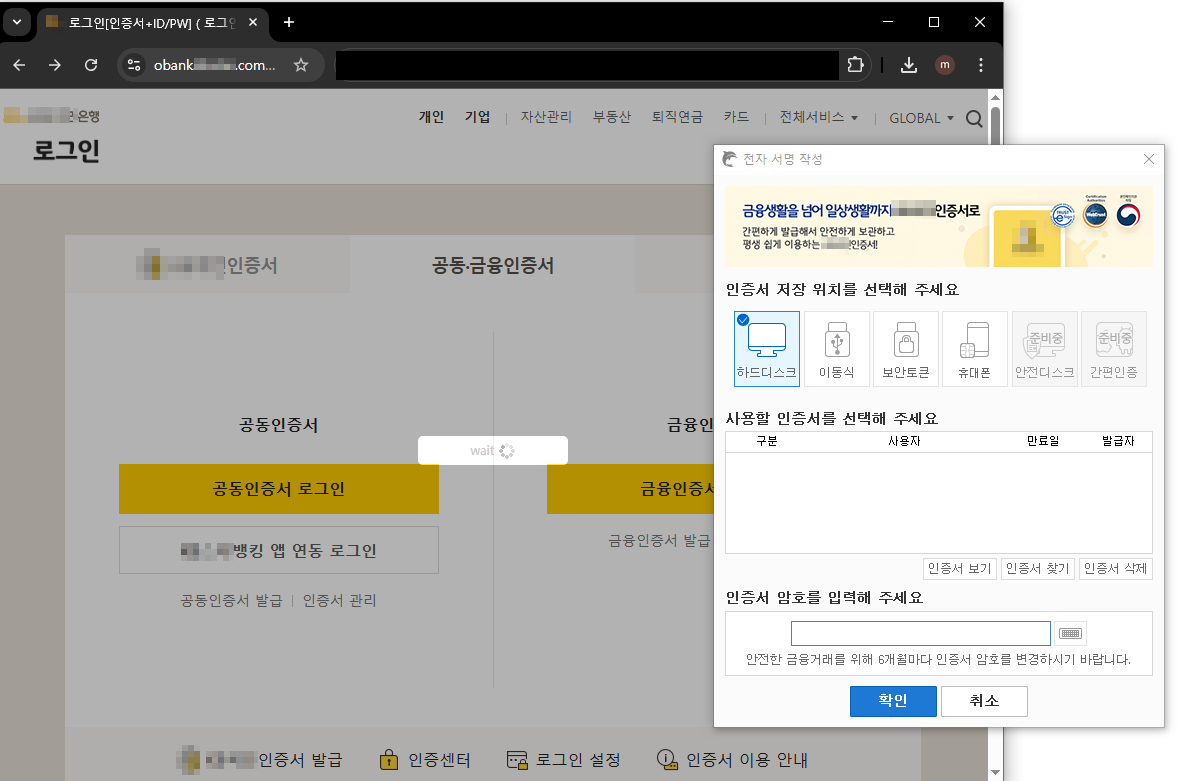 로그인[인증서+ID/PW] ( 로그인
obank .com...
m
은행
개인 기업 자산관리 부동산 퇴직연금 카드 전체서비스 GLOBAL
로그인
인증서
공동·금융인증서
공동인증서
공동인증서 로그인
뱅킹 앱 연동 로그인
공동인증서 발급 | 인증서 관리
wait
금융인
금융인증서
금융인증서 발급
인증서 발급 인증센터 로그인 설정 인증서 이용 안내
전자 서명 작성
금융생활을 넘어 일상생활까지 인증서로
간편하게 발급해서 안전하게 보관하고
평생 쉽게 이용하는 인증서!
인증서 저장 위치를 선택해 주세요
준비중 준비중
하드디스크 이동식 보안토큰 휴대폰 안전디스크 간편인증
사용할 인증서를 선택해 주세요
구분 사용자 만료일 발급자
인증서 보기 인증서 찾기 인증서 삭제
인증서 암호를 입력해 주세요
안전한 금융거래를 위해 6개월마다 인증서 암호를 변경하시기 바랍니다.
확인 취소